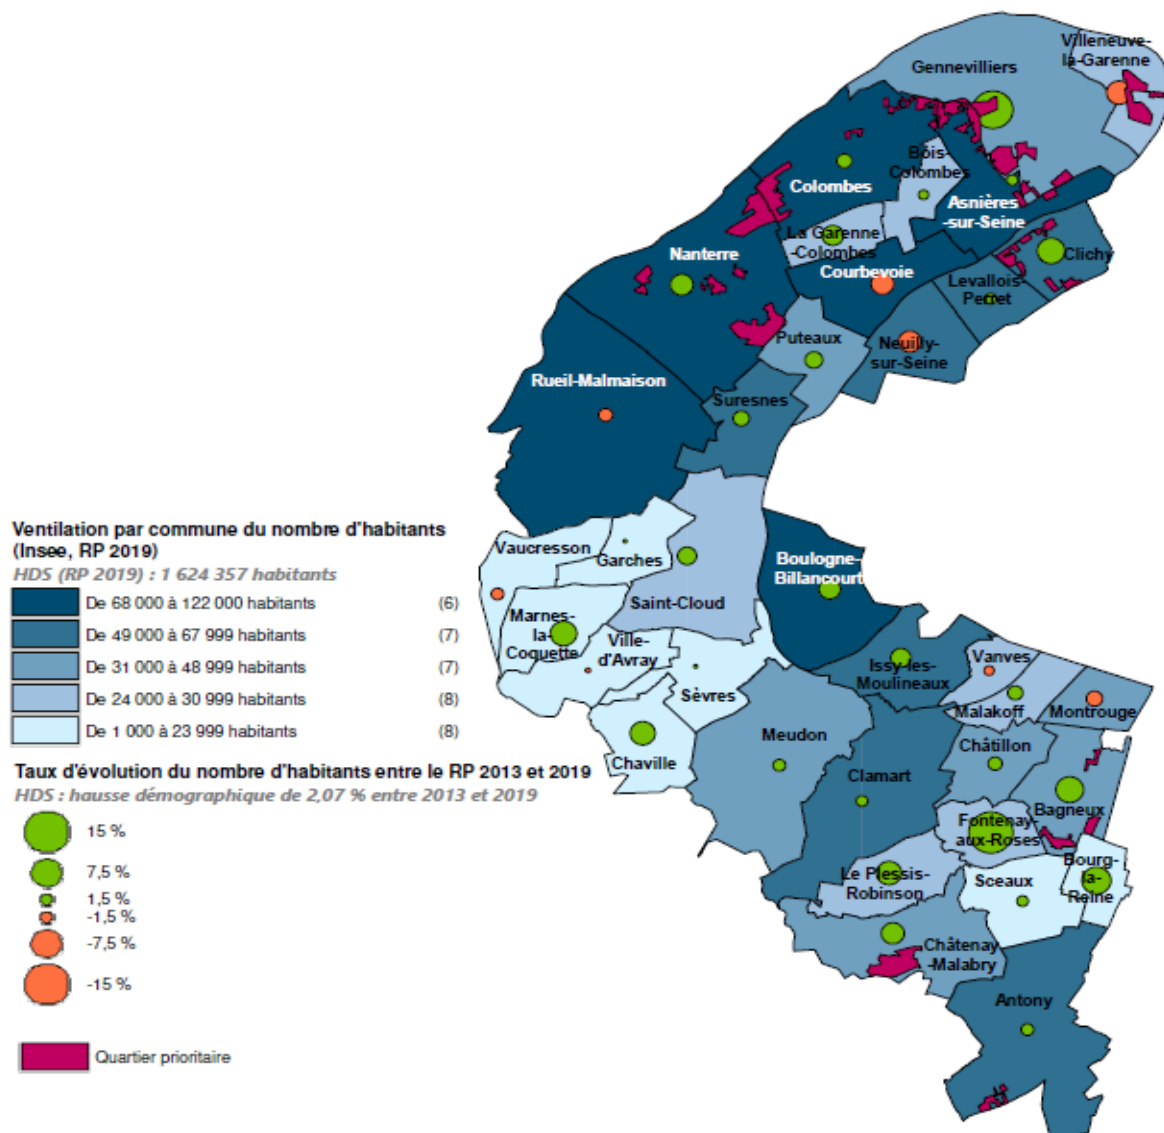 Villeneuve-
la-Garenne
Gennevilliers
Bois-
Colombes
Colombes
Asnières
-sur-Seine
La Garenne
-Colombes
Nanterre
Courbevoie
Clichy
Levallois-
Perret
Puteaux
Neuilly-
sur-Seine
Rueil-Malmaison
Suresnes
Ventilation par commune du nombre d'habitants
(Insee, RP 2019)
HDS (RP 2019) : 1 624 357 habitants
De 68 000 à 122 000 habitants (6)
De 49 000 à 67 999 habitants (7)
De 31 000 à 48 999 habitants (7)
De 24 000 à 30 999 habitants (8)
De 1 000 à 23 999 habitants (8)
Vaucresson
Garches
Boulogne-
Billancourt
Saint-Cloud
Marnes-
la-
Coquette
Ville-
d'Avray
Sèvres
Issy-les-
Moulineaux
Vanves
Malakoff
Montrouge
Chaville
Meudon
Châtillon
Clamart
Bagneux
Fontenay-
aux-Roses
Bourg-
la-
Reine
Le Plessis-
Robinson
Sceaux
Châtenay
-Malabry
Antony
Taux d'évolution du nombre d'habitants entre le RP 2013 et 2019
HDS : hausse démographique de 2,07 % entre 2013 et 2019
15 %
7,5 %
1,5 %
-1,5 %
-7,5 %
-15 %
Quartier prioritaire